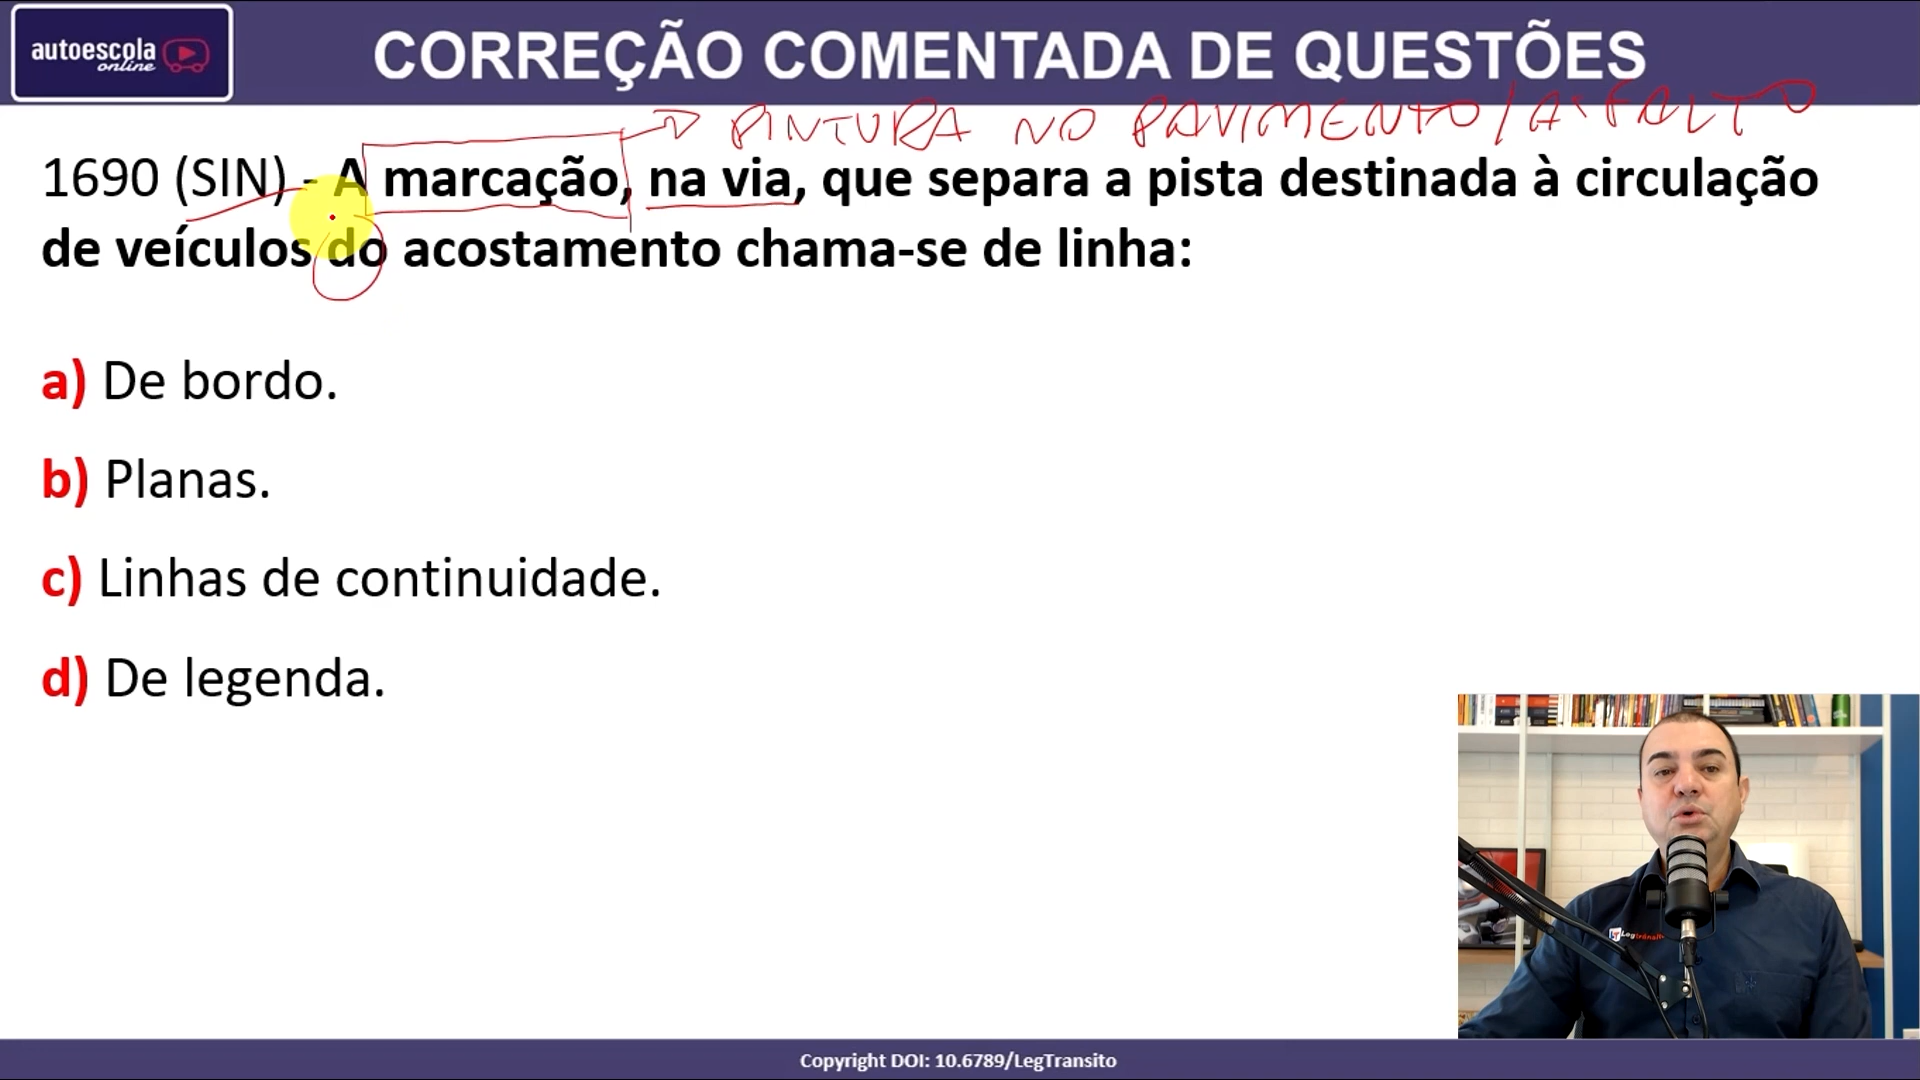 autoescola
online
CORREÇÃO COMENTADA DE QUESTÕES
PINTURA NO PAVIMENTO/ASFALTO
1690 (SIN) - A marcação, na via, que separa a pista destinada à circulação
de veículos do acostamento chama-se de linha:
a) De bordo.
b) Planas.
c) Linhas de continuidade.
d) De legenda.
LegTrânsito
Copyright DOI: 10.6789/LegTransito